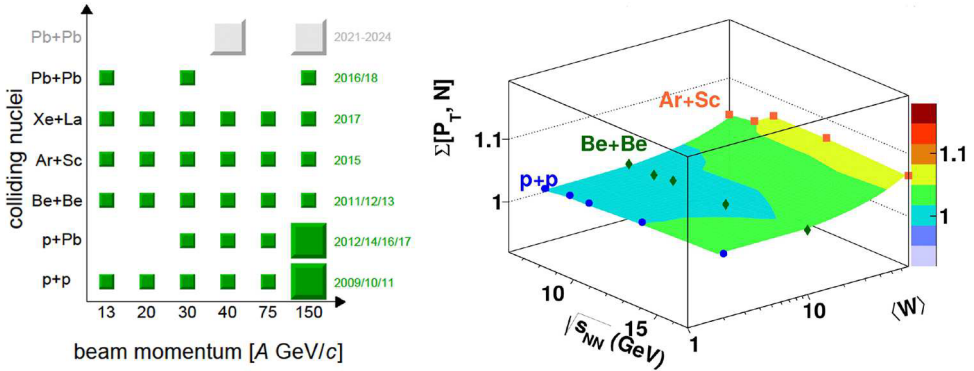 colliding nuclei
Pb+Pb 2021-2024
Pb+Pb 2016/18
Xe+La 2017
Ar+Sc 2015
Be+Be 2011/12/13
p+Pb 2012/14/16/17
p+p 2009/10/11
13 20 30 40 75 150
beam momentum [A GeV/c]
Σ[P_T, N]
1.1
1
Ar+Sc
Be+Be
p+p
10
15
√s_NN (GeV)
1
10
⟨W⟩
1.1
1